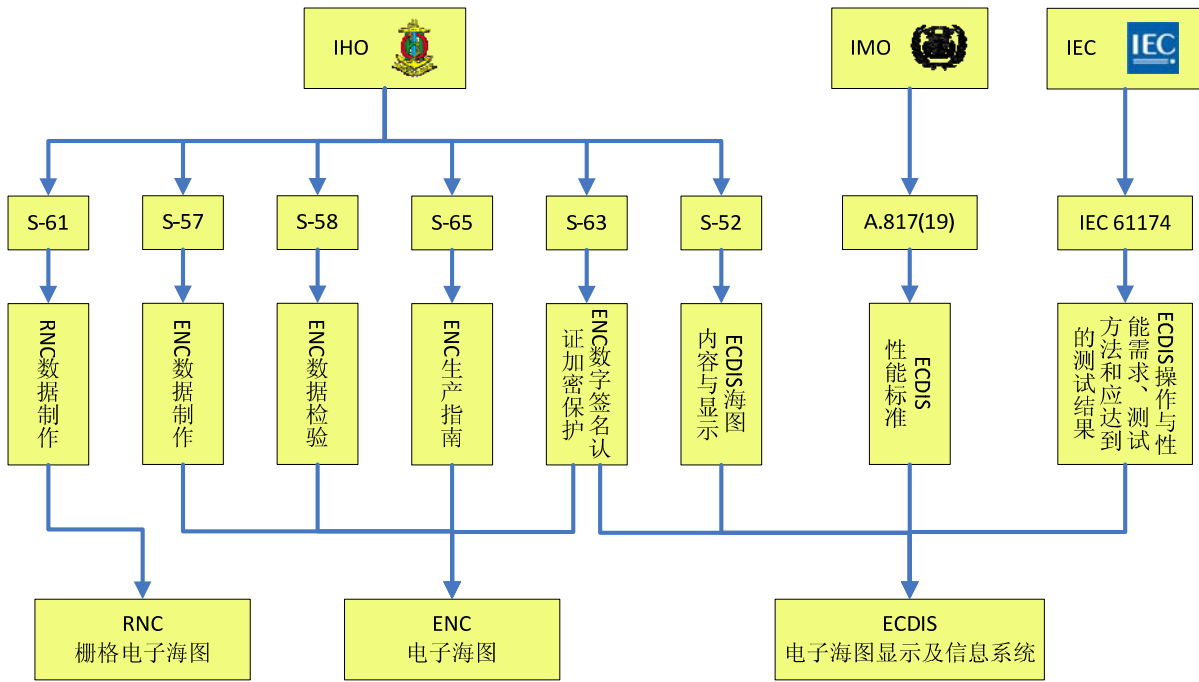 IHO
IMO
IEC
IEC
S-61
S-57
S-58
S-65
S-63
S-52
A.817(19)
IEC 61174
RNC数据制作
ENC数据制作
ENC数据检验
ENC生产指南
ENC数字签名认
证加密保护
ECDIS海图
内容与显示
ECDIS
性能标准
ECDIS操作与性
能需求、测试
方法和应达到
的测试结果
RNC
栅格电子海图
ENC
电子海图
ECDIS
电子海图显示及信息系统